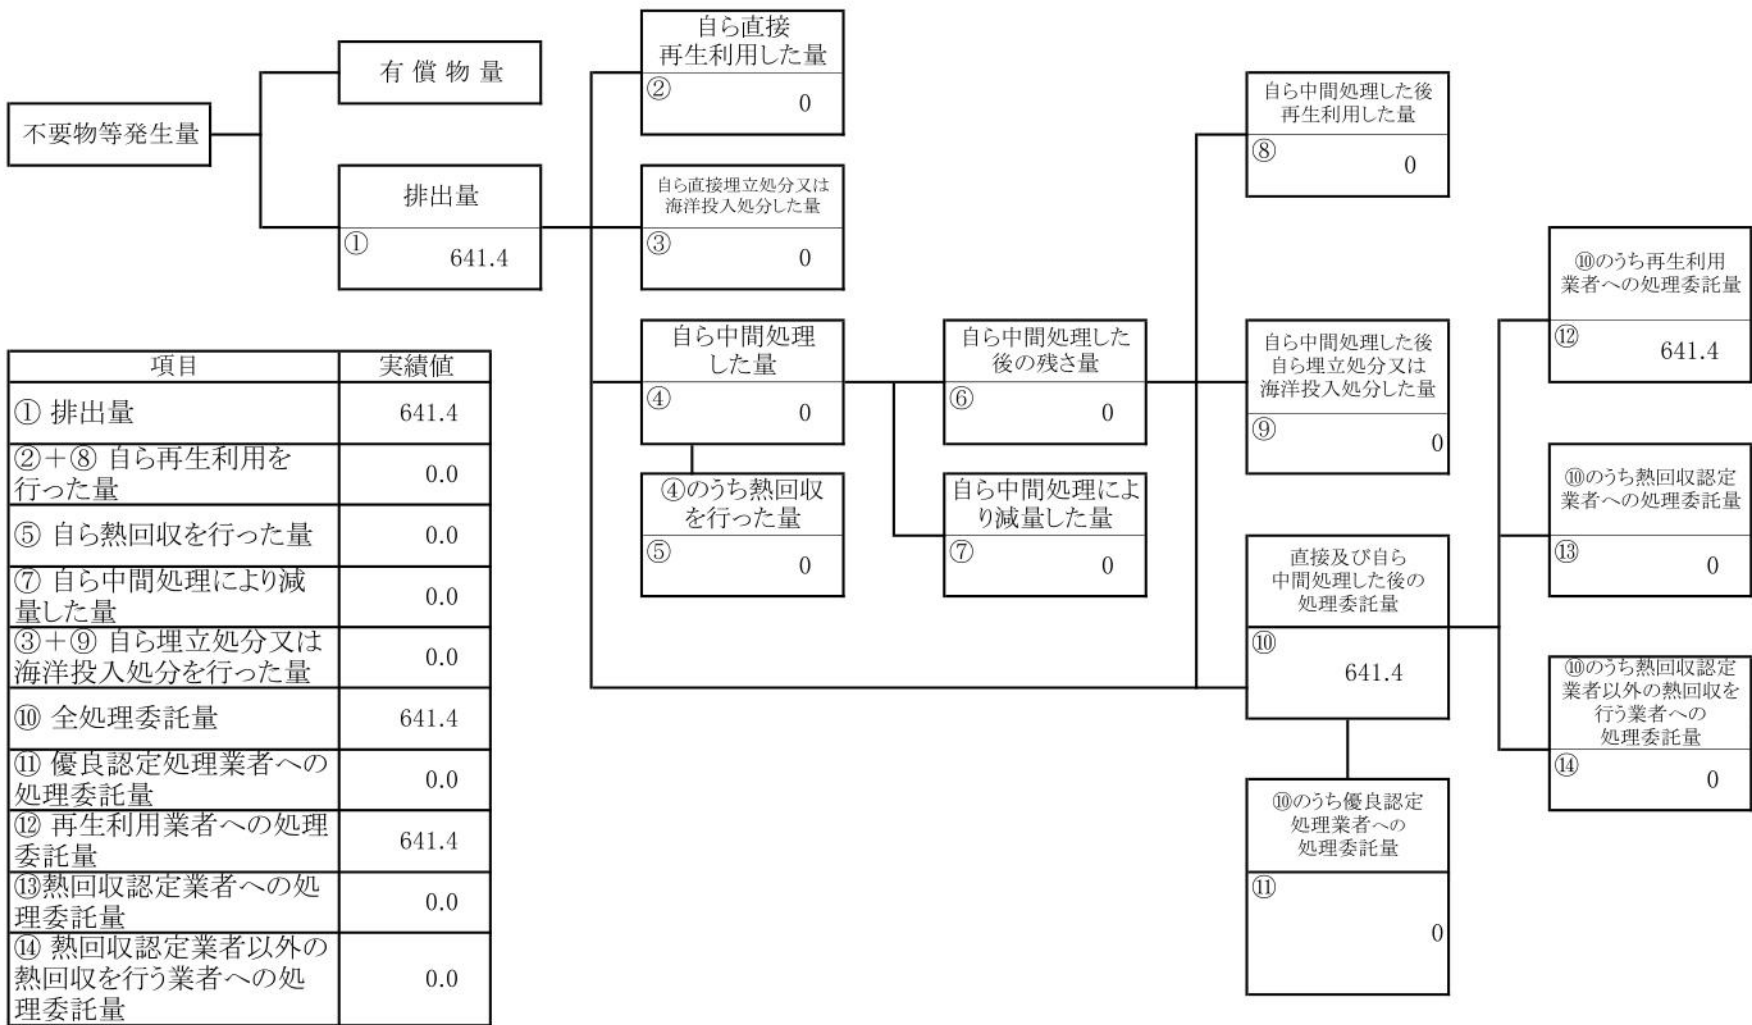 不要物等発生量
有償物量
排出量
①
641.4
自ら直接
再生利用した量
②
0
自ら直接埋立処分又は
海洋投入処分した量
③
0
自ら中間処理
した量
④
0
④のうち熱回収
を行った量
⑤
0
自ら中間処理した
後の残さ量
⑥
0
自ら中間処理によ
り減量した量
⑦
0
自ら中間処理した後
再生利用した量
⑧
0
自ら中間処理した後
自ら埋立処分又は
海洋投入処分した量
⑨
0
直接及び自ら
中間処理した後の
処理委託量
⑩
641.4
⑩のうち優良認定
処理業者への
処理委託量
⑪
0
⑩のうち再生利用
業者への処理委託量
⑫
641.4
⑩のうち熱回収認定
業者への処理委託量
⑬
0
⑩のうち熱回収認定
業者以外の熱回収を
行う業者への
処理委託量
⑭
0
項目 実績値
① 排出量 641.4
②+⑧ 自ら再生利用を
行った量 0.0
⑤ 自ら熱回収を行った量 0.0
⑦ 自ら中間処理により減
量した量 0.0
③+⑨ 自ら埋立処分又は
海洋投入処分を行った量 0.0
⑩ 全処理委託量 641.4
⑪ 優良認定処理業者への
処理委託量 0.0
⑫ 再生利用業者への処理
委託量 641.4
⑬熱回収認定業者への処
理委託量 0.0
⑭ 熱回収認定業者以外の
熱回収を行う業者への処
理委託量 0.0